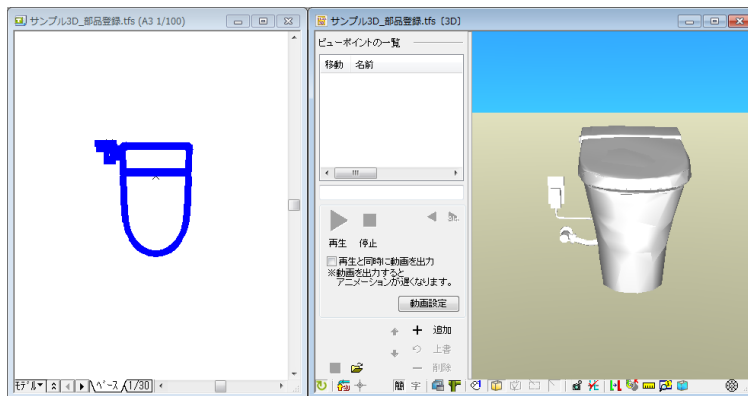 サンプル3D_部品登録.tfs (A3 1/100)
サンプル3D_部品登録.tfs [3D]
ビューポイントの一覧
移動 名前
再生 停止
再生と同時に動画を出力
※動画を出力すると
アニメーションが遅くなります。
動画設定
追加
上書
削除
モデル ベース (1/30)
簡 字